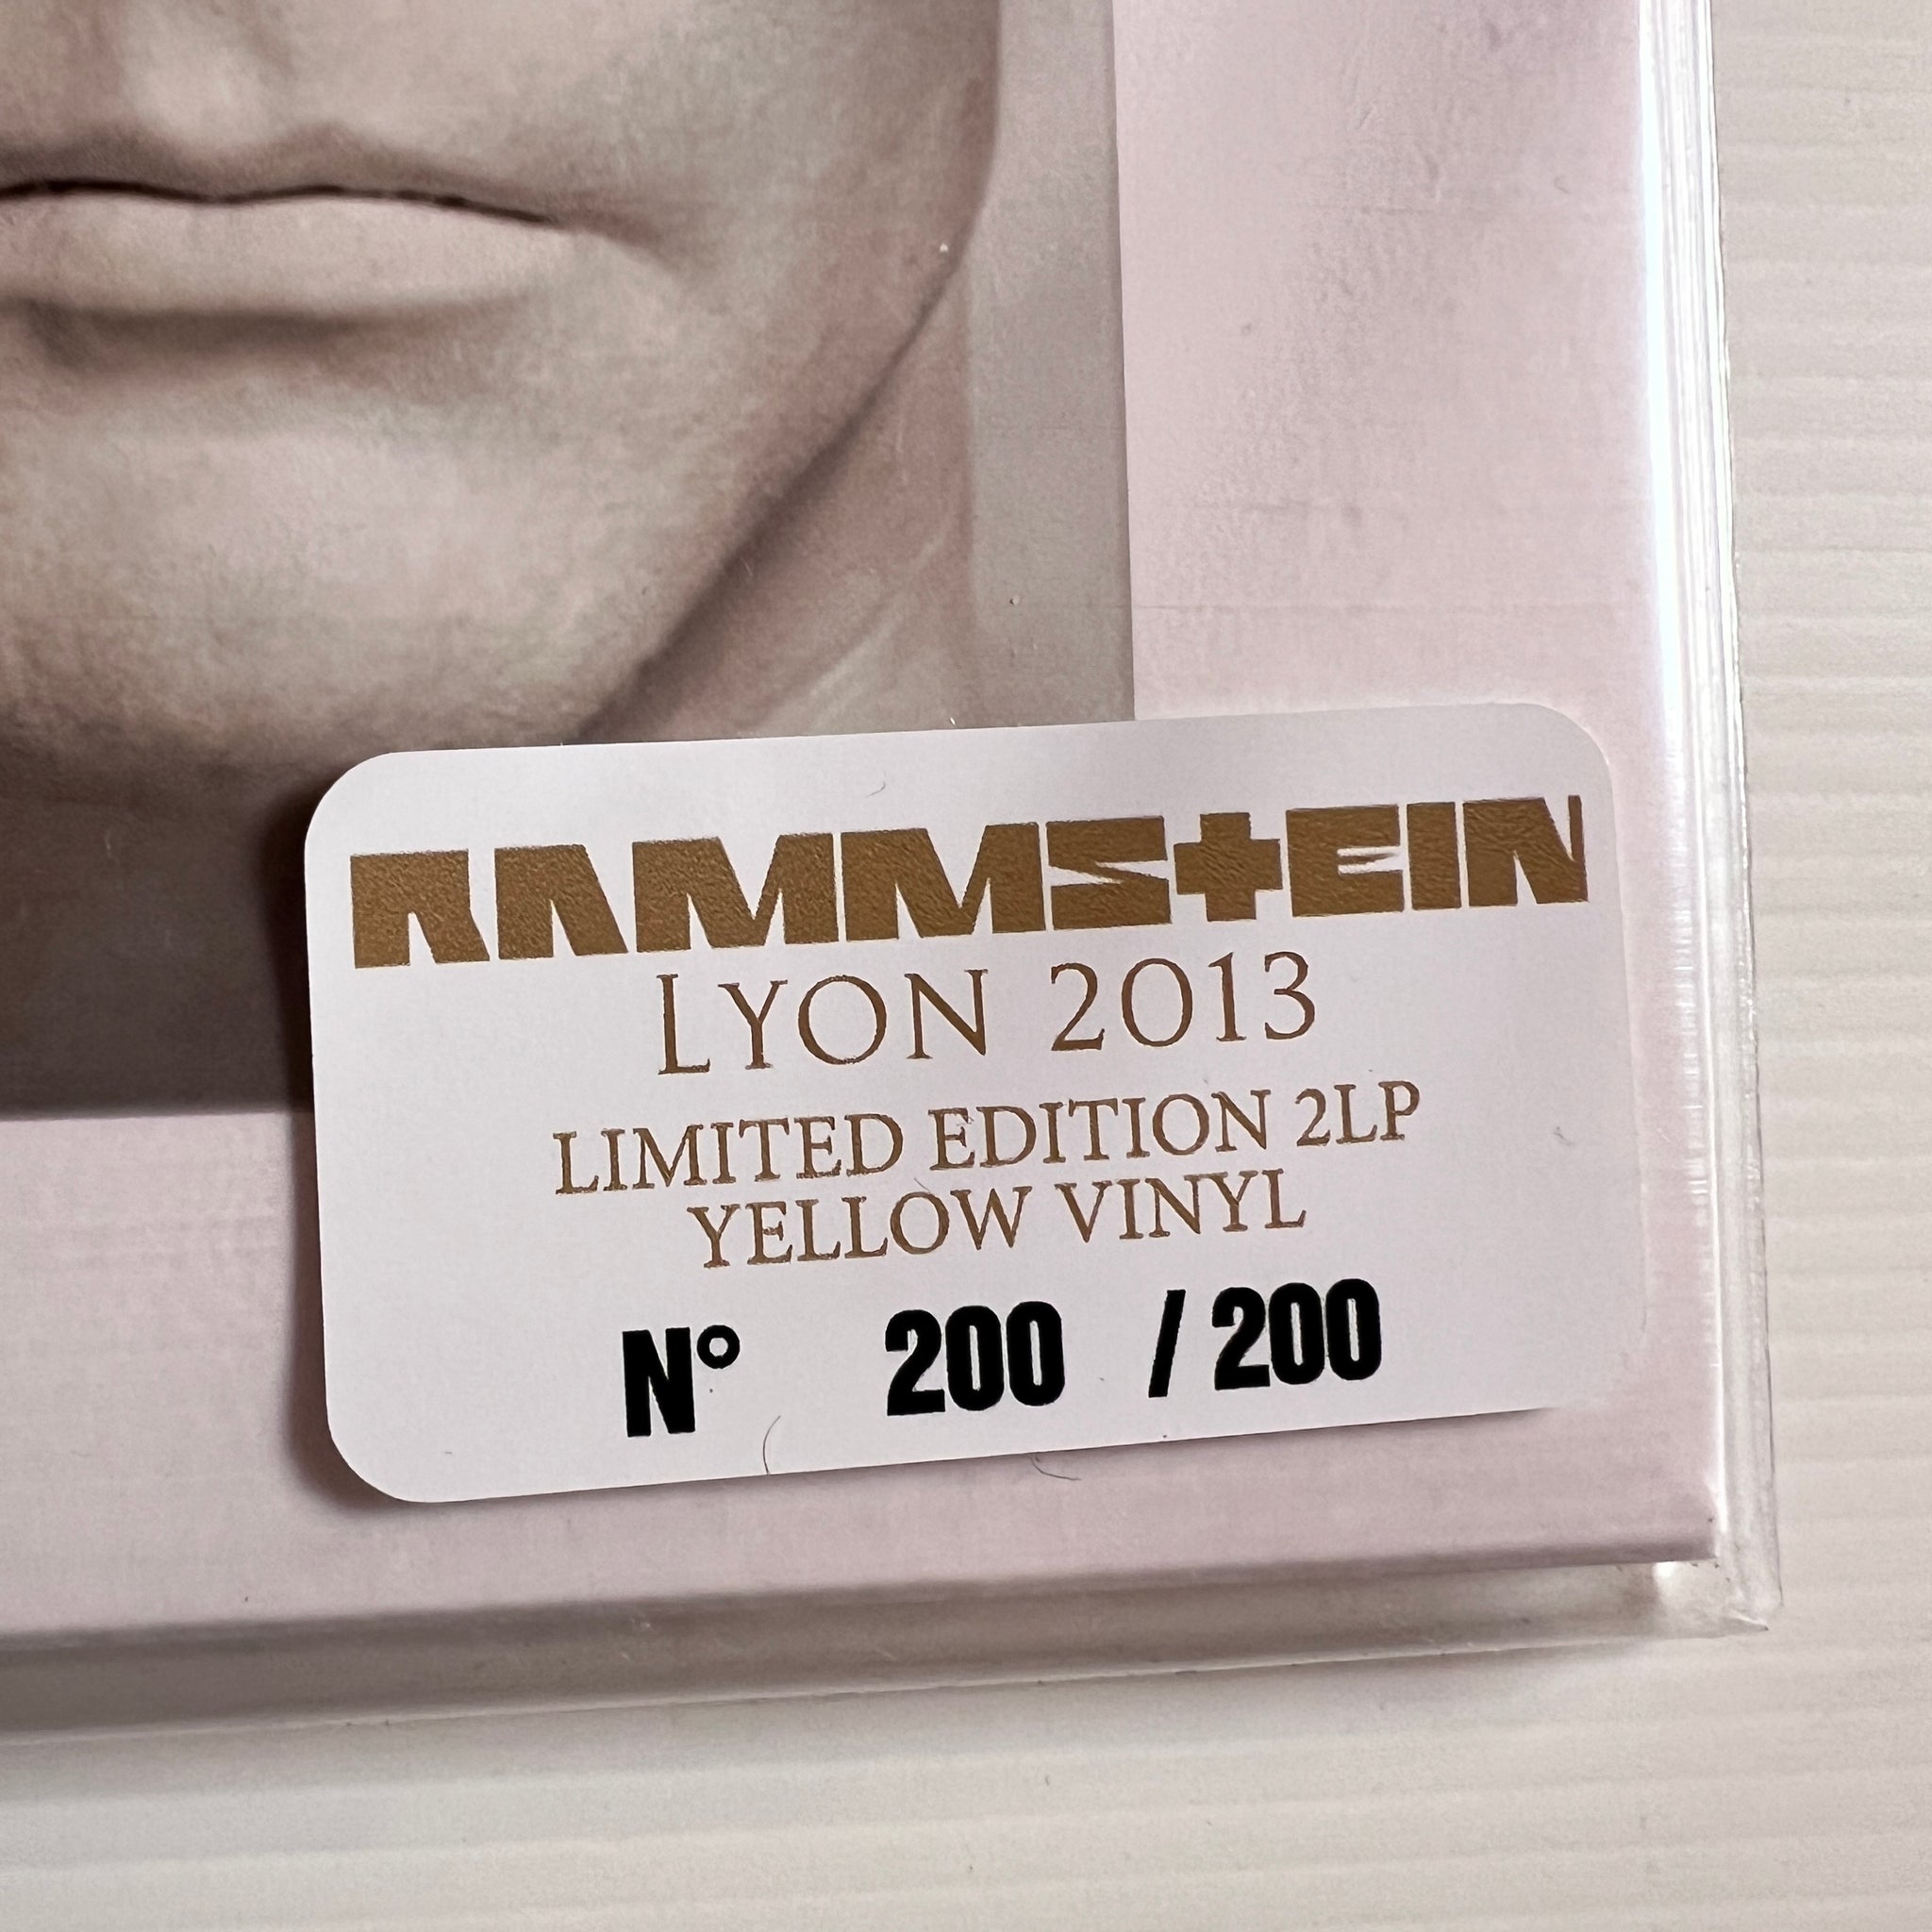 RAMMSTEIN
LYON 2013
LIMITED EDITION 2LP
YELLOW VINYL
N° 200 / 200